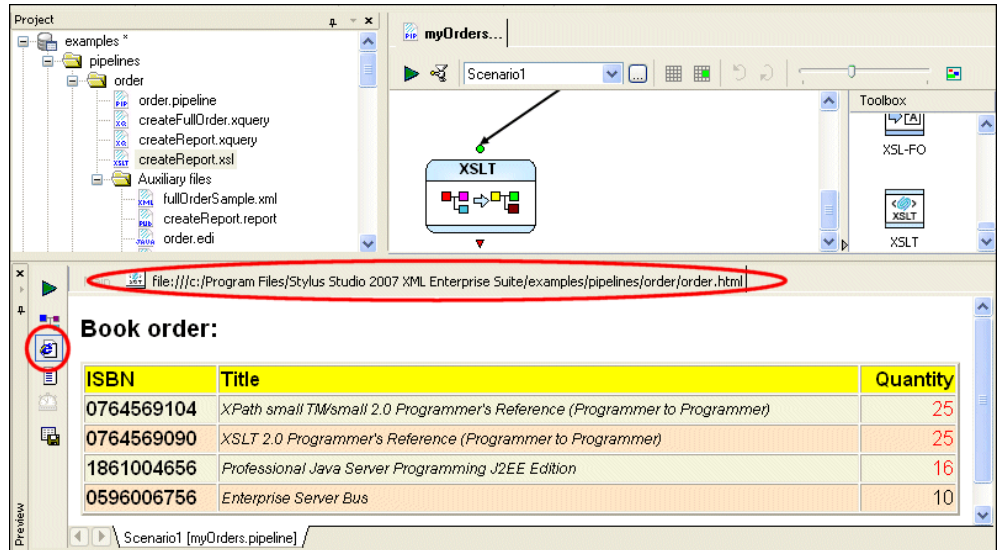 Project
examples *
pipelines
order
order.pipeline
createFullOrder.xquery
createReport.xquery
createReport.xsl
Auxiliary files
fullOrderSample.xml
createReport.report
order.edi
myOrders...
Scenario1
XSLT
Toolbox
XSL-FO
XSLT
XSLT
file:///c:/Program Files/Stylus Studio 2007 XML Enterprise Suite/examples/pipelines/order/order.html
Book order:
ISBN Title Quantity
0764569104 XPath small TM/small 2.0 Programmer's Reference (Programmer to Programmer) 25
0764569090 XSLT 2.0 Programmer's Reference (Programmer to Programmer) 25
1861004656 Professional Java Server Programming J2EE Edition 16
0596006756 Enterprise Server Bus 10
Preview
Scenario1 [myOrders.pipeline]